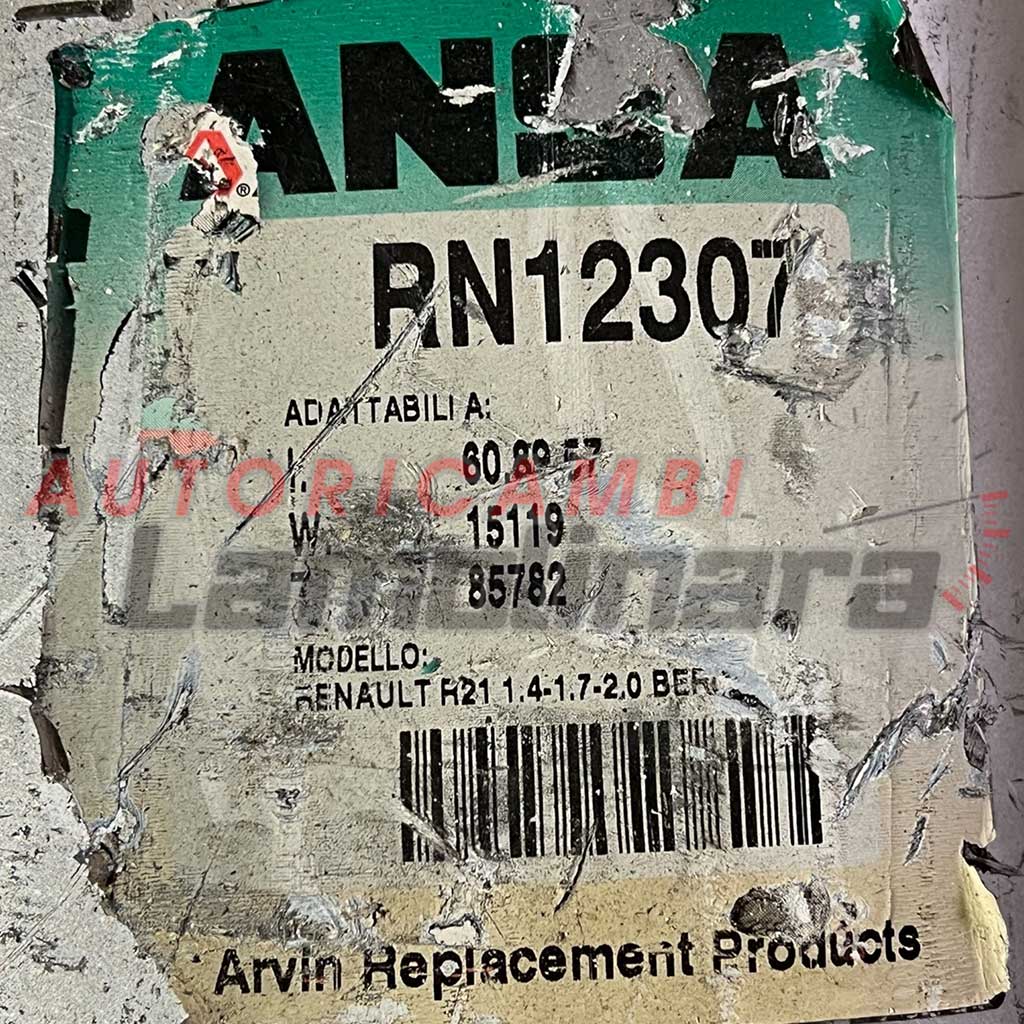 ANSA
®
RN12307
ADATTABILI A:
I. 60.89.57
AUTORICAMBI
W. 15119
Lamcinara
85782
MODELLO:
RENAULT R21 1.4-1.7-2.0
Arvin Replacement Products